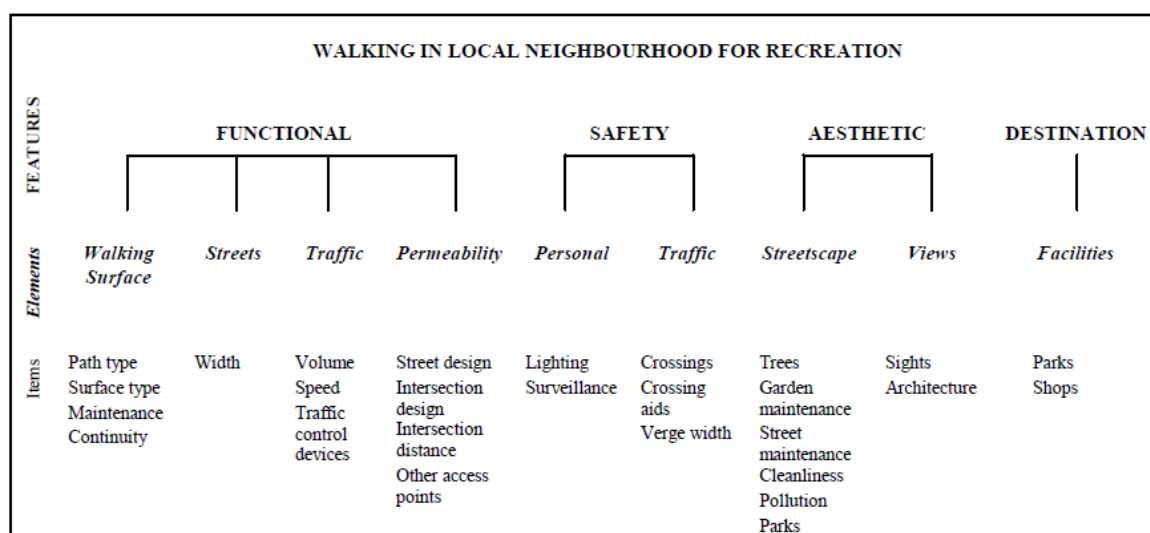 WALKING IN LOCAL NEIGHBOURHOOD FOR RECREATION
FEATURES
FUNCTIONAL
SAFETY
AESTHETIC
DESTINATION
Elements
Walking
Surface
Streets
Traffic
Permeability
Personal
Traffic
Streetscape
Views
Facilities
Items
Path type
Surface type
Maintenance
Continuity
Width
Volume
Speed
Traffic
control
devices
Street design
Intersection
design
Intersection
distance
Other access
points
Lighting
Surveillance
Crossings
Crossing
aids
Verge width
Trees
Garden
maintenance
Street
maintenance
Cleanliness
Pollution
Parks
Sights
Architecture
Parks
Shops